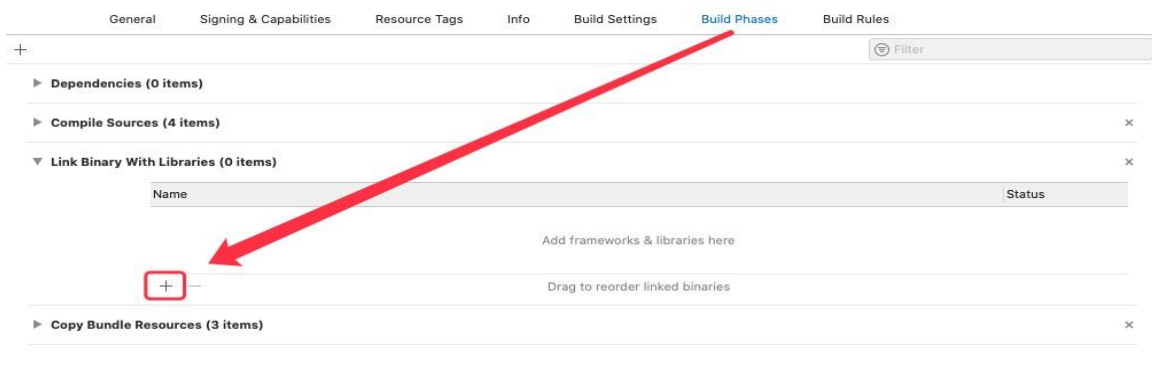 General Signing & Capabilities Resource Tags Info Build Settings Build Phases Build Rules
+ Filter
Dependencies (0 items)
Compile Sources (4 items) ×
Link Binary With Libraries (0 items) ×
Name Status
Add frameworks & libraries here
+ — Drag to reorder linked binaries
Copy Bundle Resources (3 items) ×